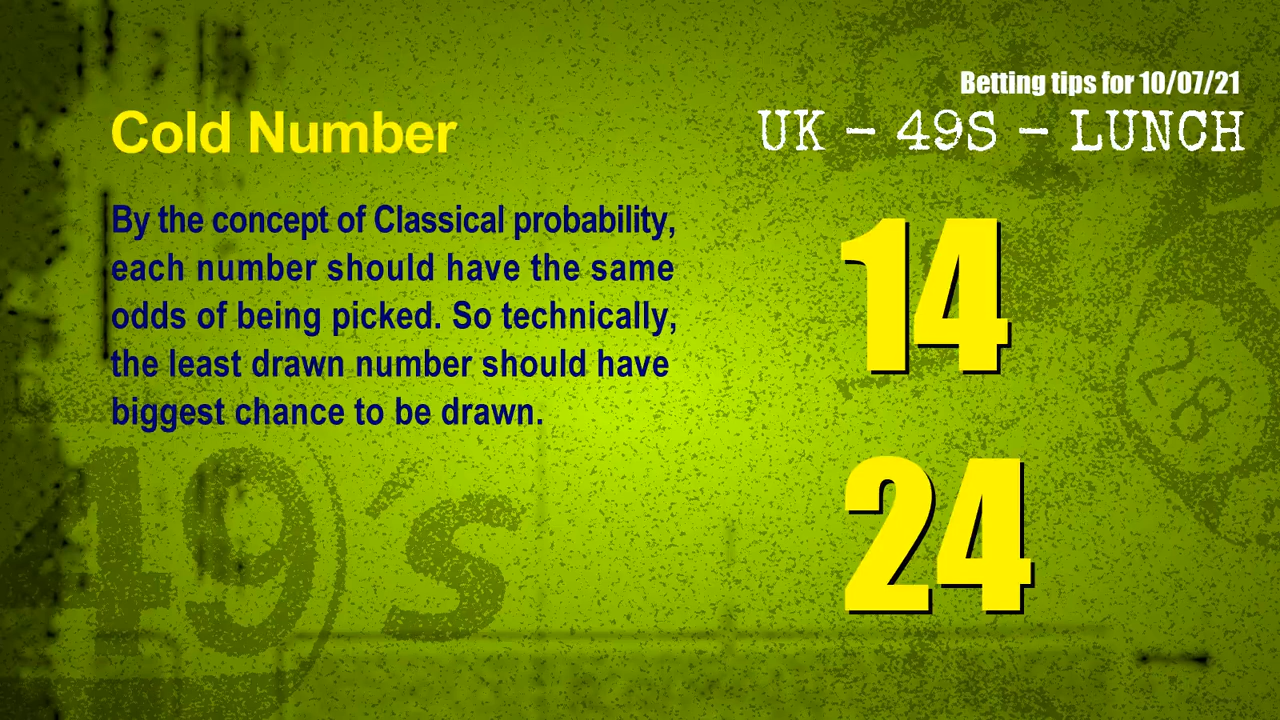 Betting tips for 10/07/21
UK - 49S - LUNCH
Cold Number
By the concept of Classical probability,
each number should have the same
odds of being picked. So technically,
the least drawn number should have
biggest chance to be drawn.
14
24
28
49's